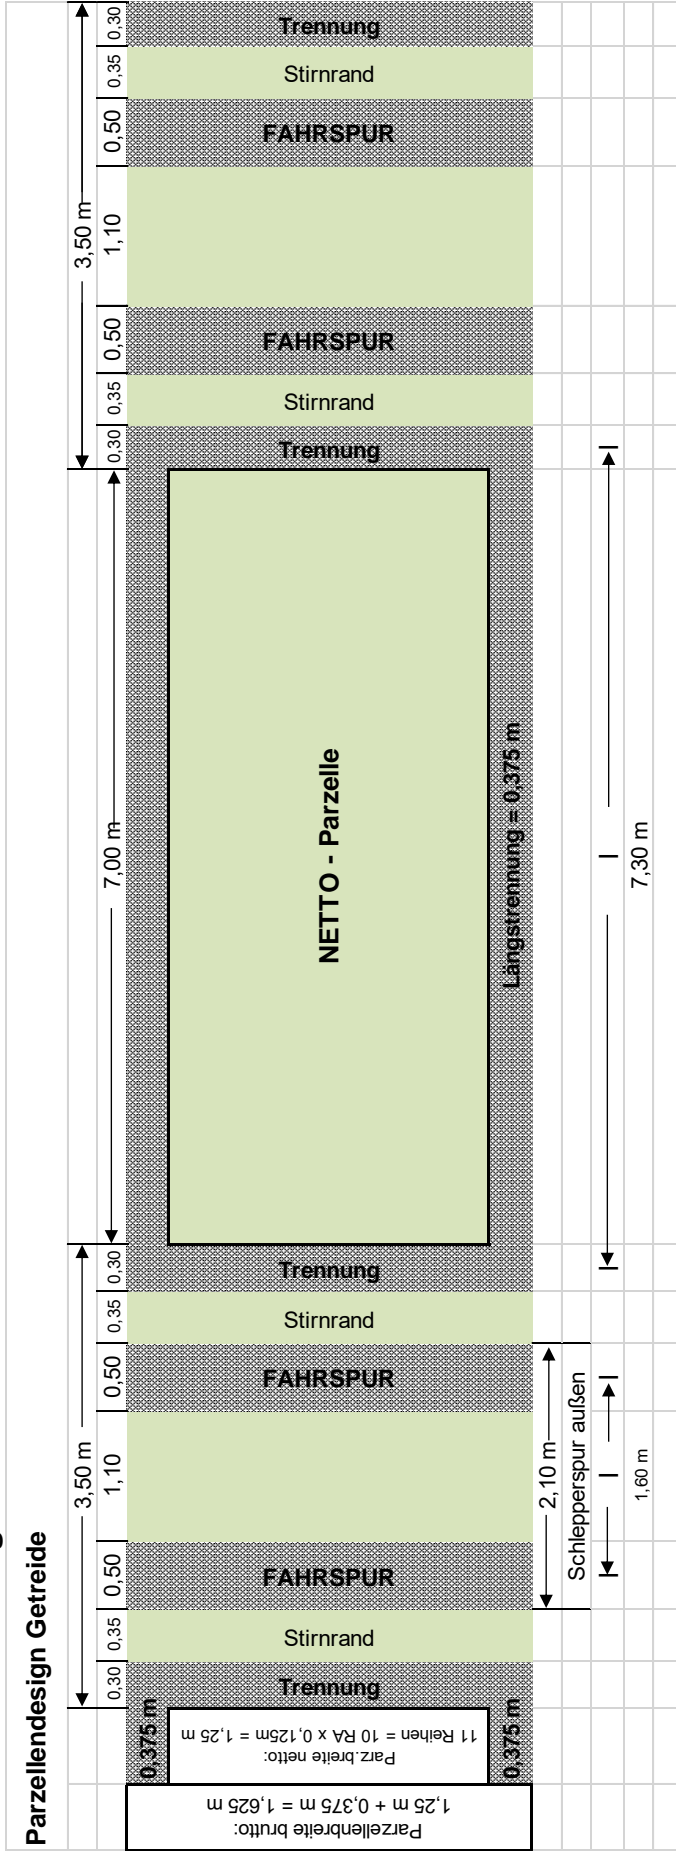 Parzellendesign Getreide
3,50 m
3,50 m
0,30
0,35
0,50
1,10
0,50
0,35
0,30
7,00 m
0,30
0,35
0,50
1,10
0,50
0,35
0,30
Parzellenbreite brutto:
1,25 m + 0,375 m = 1,625 m
0,375 m
Parz.breite netto:
11 Reihen = 10 RA x 0,125m = 1,25 m
0,375 m
Trennung
Stirnrand
FAHRSPUR
FAHRSPUR
Stirnrand
Trennung
NETTO - Parzelle
Längstrennung = 0,375 m
Trennung
Stirnrand
FAHRSPUR
FAHRSPUR
Stirnrand
Trennung
2,10 m
Schlepperspur außen
1,60 m
7,30 m